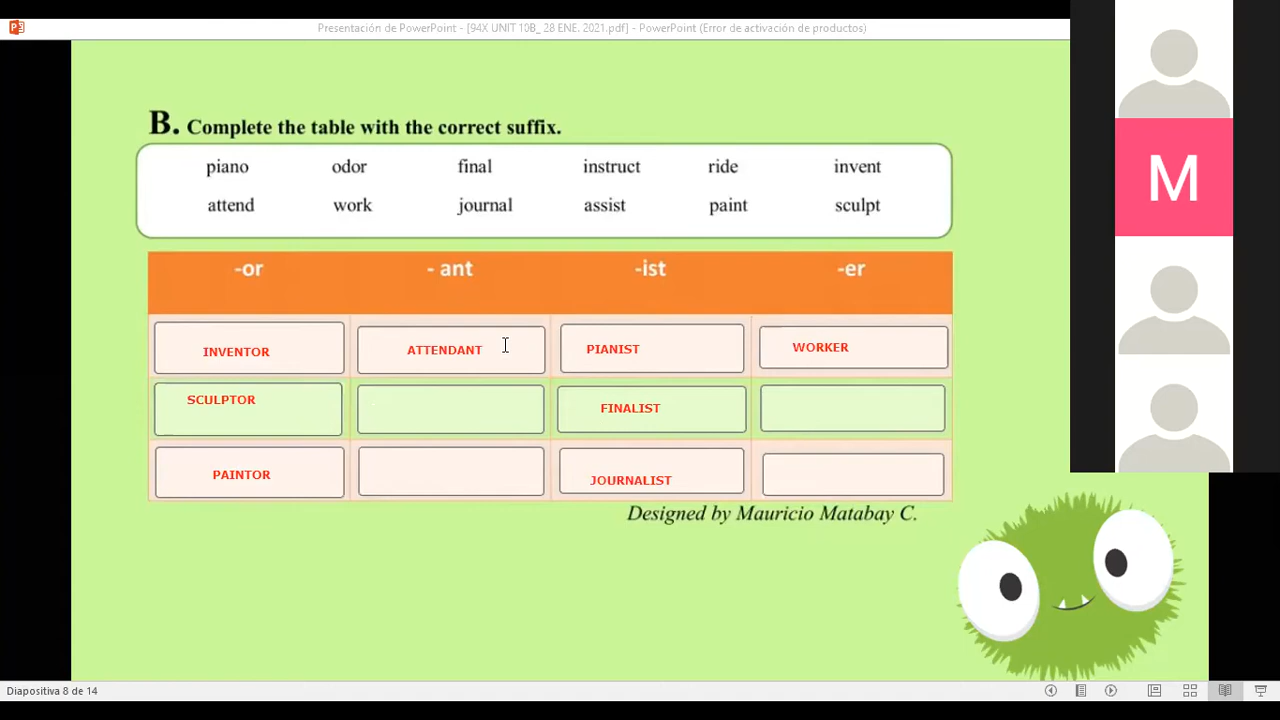 Presentación de PowerPoint - [94X UNIT 10B_ 28 ENE. 2021.pdf] - PowerPoint (Error de activación de productos)
B. Complete the table with the correct suffix.
piano odor final instruct ride invent
attend work journal assist paint sculpt
-or - ant -ist -er
INVENTOR ATTENDANT PIANIST WORKER
SCULPTOR FINALIST
PAINTOR JOURNALIST
Designed by Mauricio Matabay C.
M
Diapositiva 8 de 14